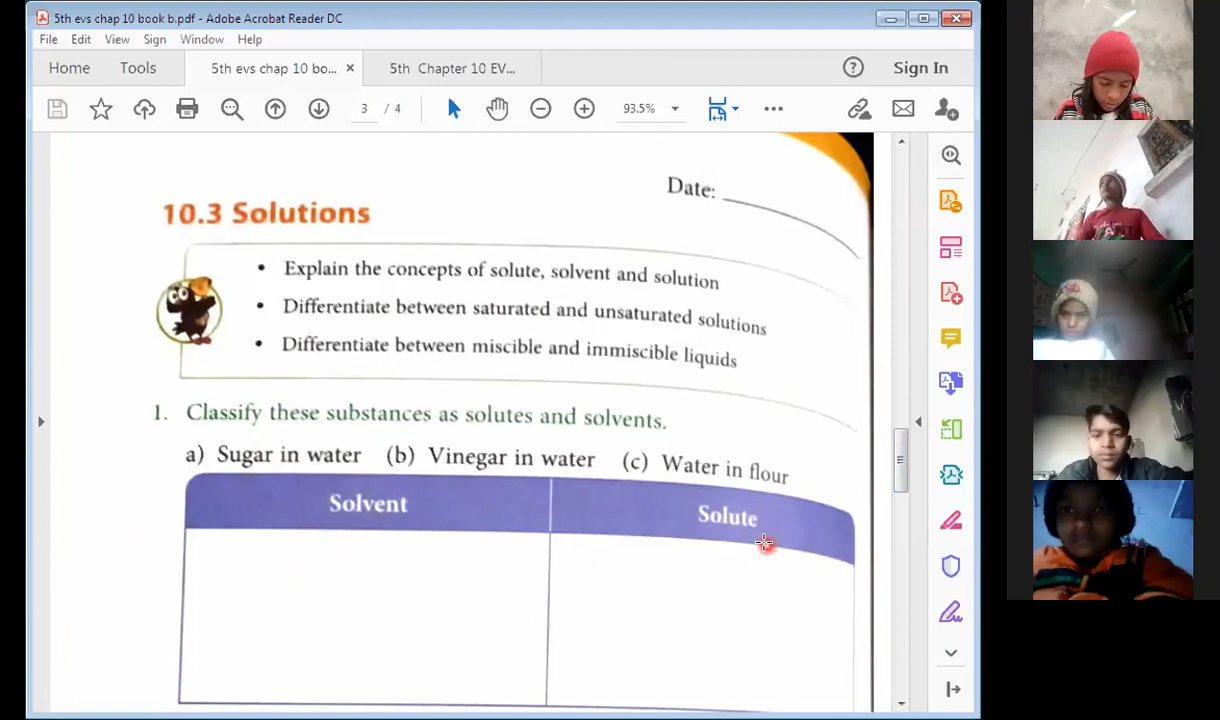 5th evs chap 10 book b.pdf - Adobe Acrobat Reader DC
File Edit View Sign Window Help
Home Tools 5th evs chap 10 bo... × 5th Chapter 10 EV... Sign In
3 / 4 93.5%
Date:
10.3 Solutions
• Explain the concepts of solute, solvent and solution
• Differentiate between saturated and unsaturated solutions
• Differentiate between miscible and immiscible liquids
1. Classify these substances as solutes and solvents.
a) Sugar in water (b) Vinegar in water (c) Water in flour
Solvent Solute